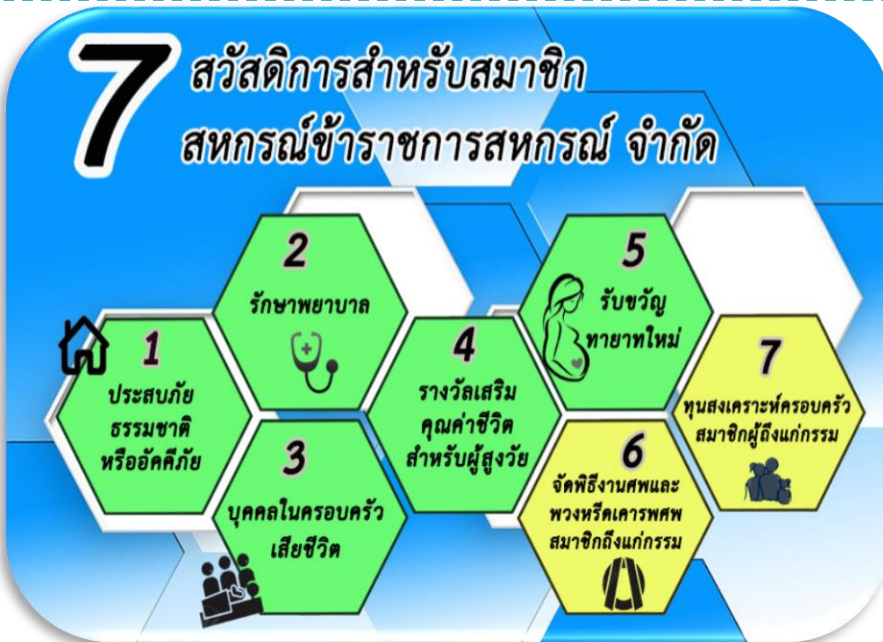 7
สวัสดิการสำหรับสมาชิก
สหกรณ์ข้าราชการสหกรณ์ จำกัด
1
ประสบภัย
ธรรมชาติ
หรืออัคคีภัย
2
รักษาพยาบาล
3
บุคคลในครอบครัว
เสียชีวิต
4
รางวัลเสริม
คุณค่าชีวิต
สำหรับผู้สูงวัย
5
รับขวัญ
ทายาทใหม่
6
จัดพิธีงานศพและ
พวงหรีดเคารพศพ
สมาชิกถึงแก่กรรม
7
ทุนสงเคราะห์ครอบครัว
สมาชิกผู้ถึงแก่กรรม